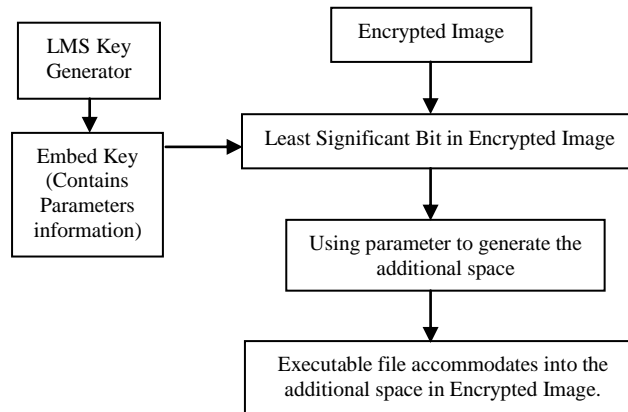 LMS Key
Generator
Embed Key
(Contains
Parameters
information)
Encrypted Image
Least Significant Bit in Encrypted Image
Using parameter to generate the
additional space
Executable file accommodates into the
additional space in Encrypted Image.